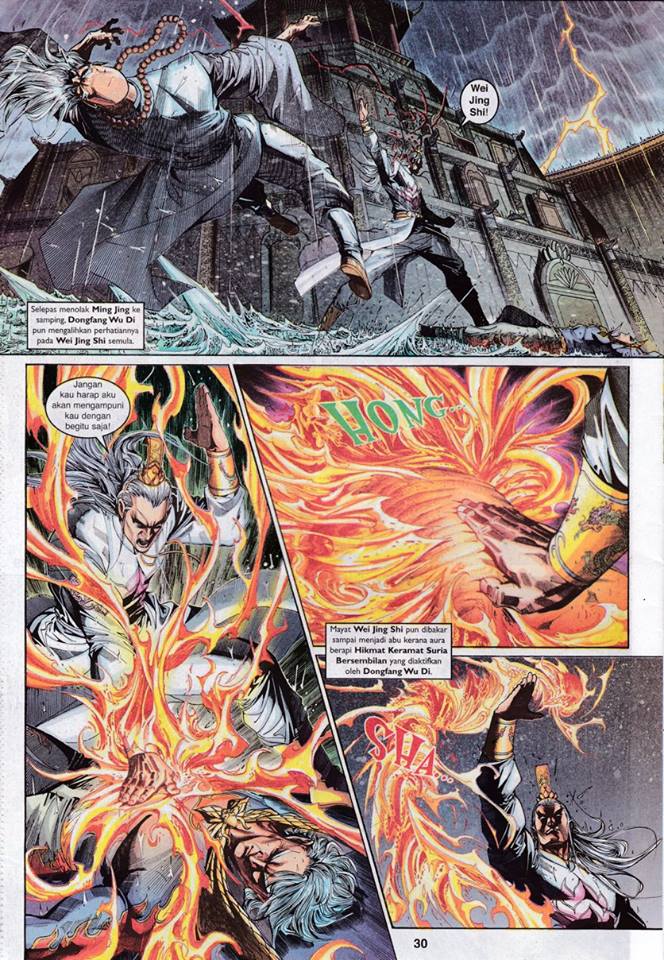 Wei
Jing
Shi!
Selepas menolak Ming Jing ke
samping, Dongfang Wu Di
pun mengalihkan perhatiannya
pada Wei Jing Shi semula.
Jangan
kau harap aku
akan mengampuni
kau dengan
begitu saja!
HONG...
Mayat Wei Jing Shi pun dibakar
sampai menjadi abu kerana aura
berapi Hikmat Keramat Suria
Bersembilan yang diaktifkan
oleh Dongfang Wu Di.
SHA...
30